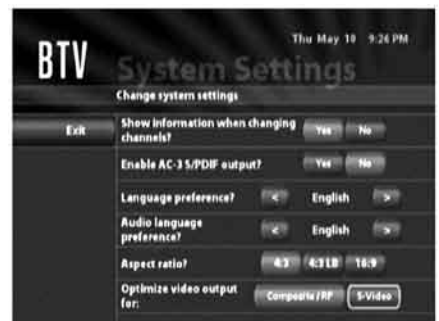 Thu May 10 9:26 PM
BTV
System Settings
Change system settings
Exit
Show information when changing channels? Yes No
Enable AC-3 S/PDIF output? Yes No
Language preference? < English >
Audio language preference? < English >
Aspect ratio? 4:3 4:3 LB 16:9
Optimize video output for: Composite / RF S-Video